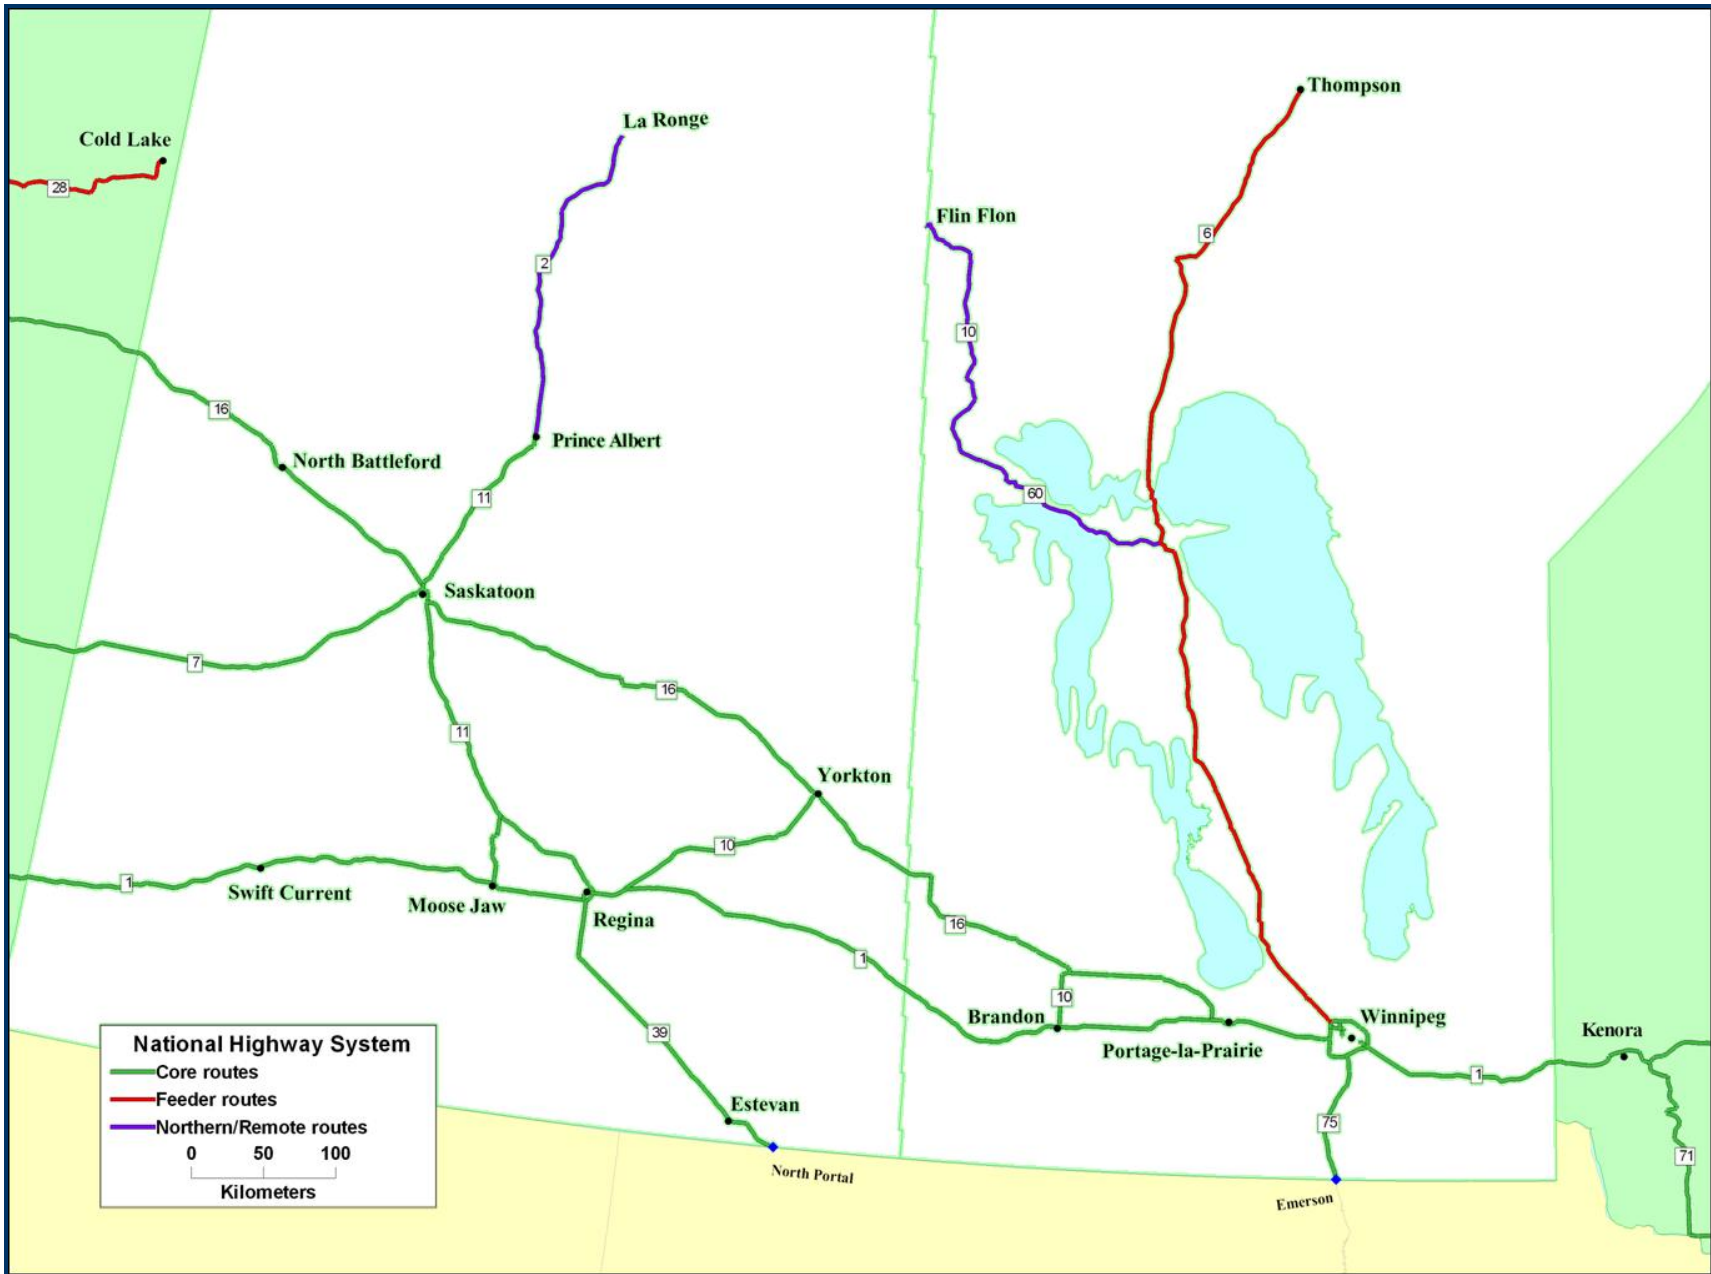 Thompson
La Ronge
Cold Lake
28
Flin Flon
6
2
10
16
Prince Albert
North Battleford
11
60
Saskatoon
7
16
11
Yorkton
10
1
Swift Current
Moose Jaw
Regina
16
1
10
Brandon
Winnipeg
Portage-la-Prairie
Kenora
39
1
National Highway System
Core routes
Feeder routes
Northern/Remote routes
0 50 100
Kilometers
Estevan
75
71
North Portal
Emerson